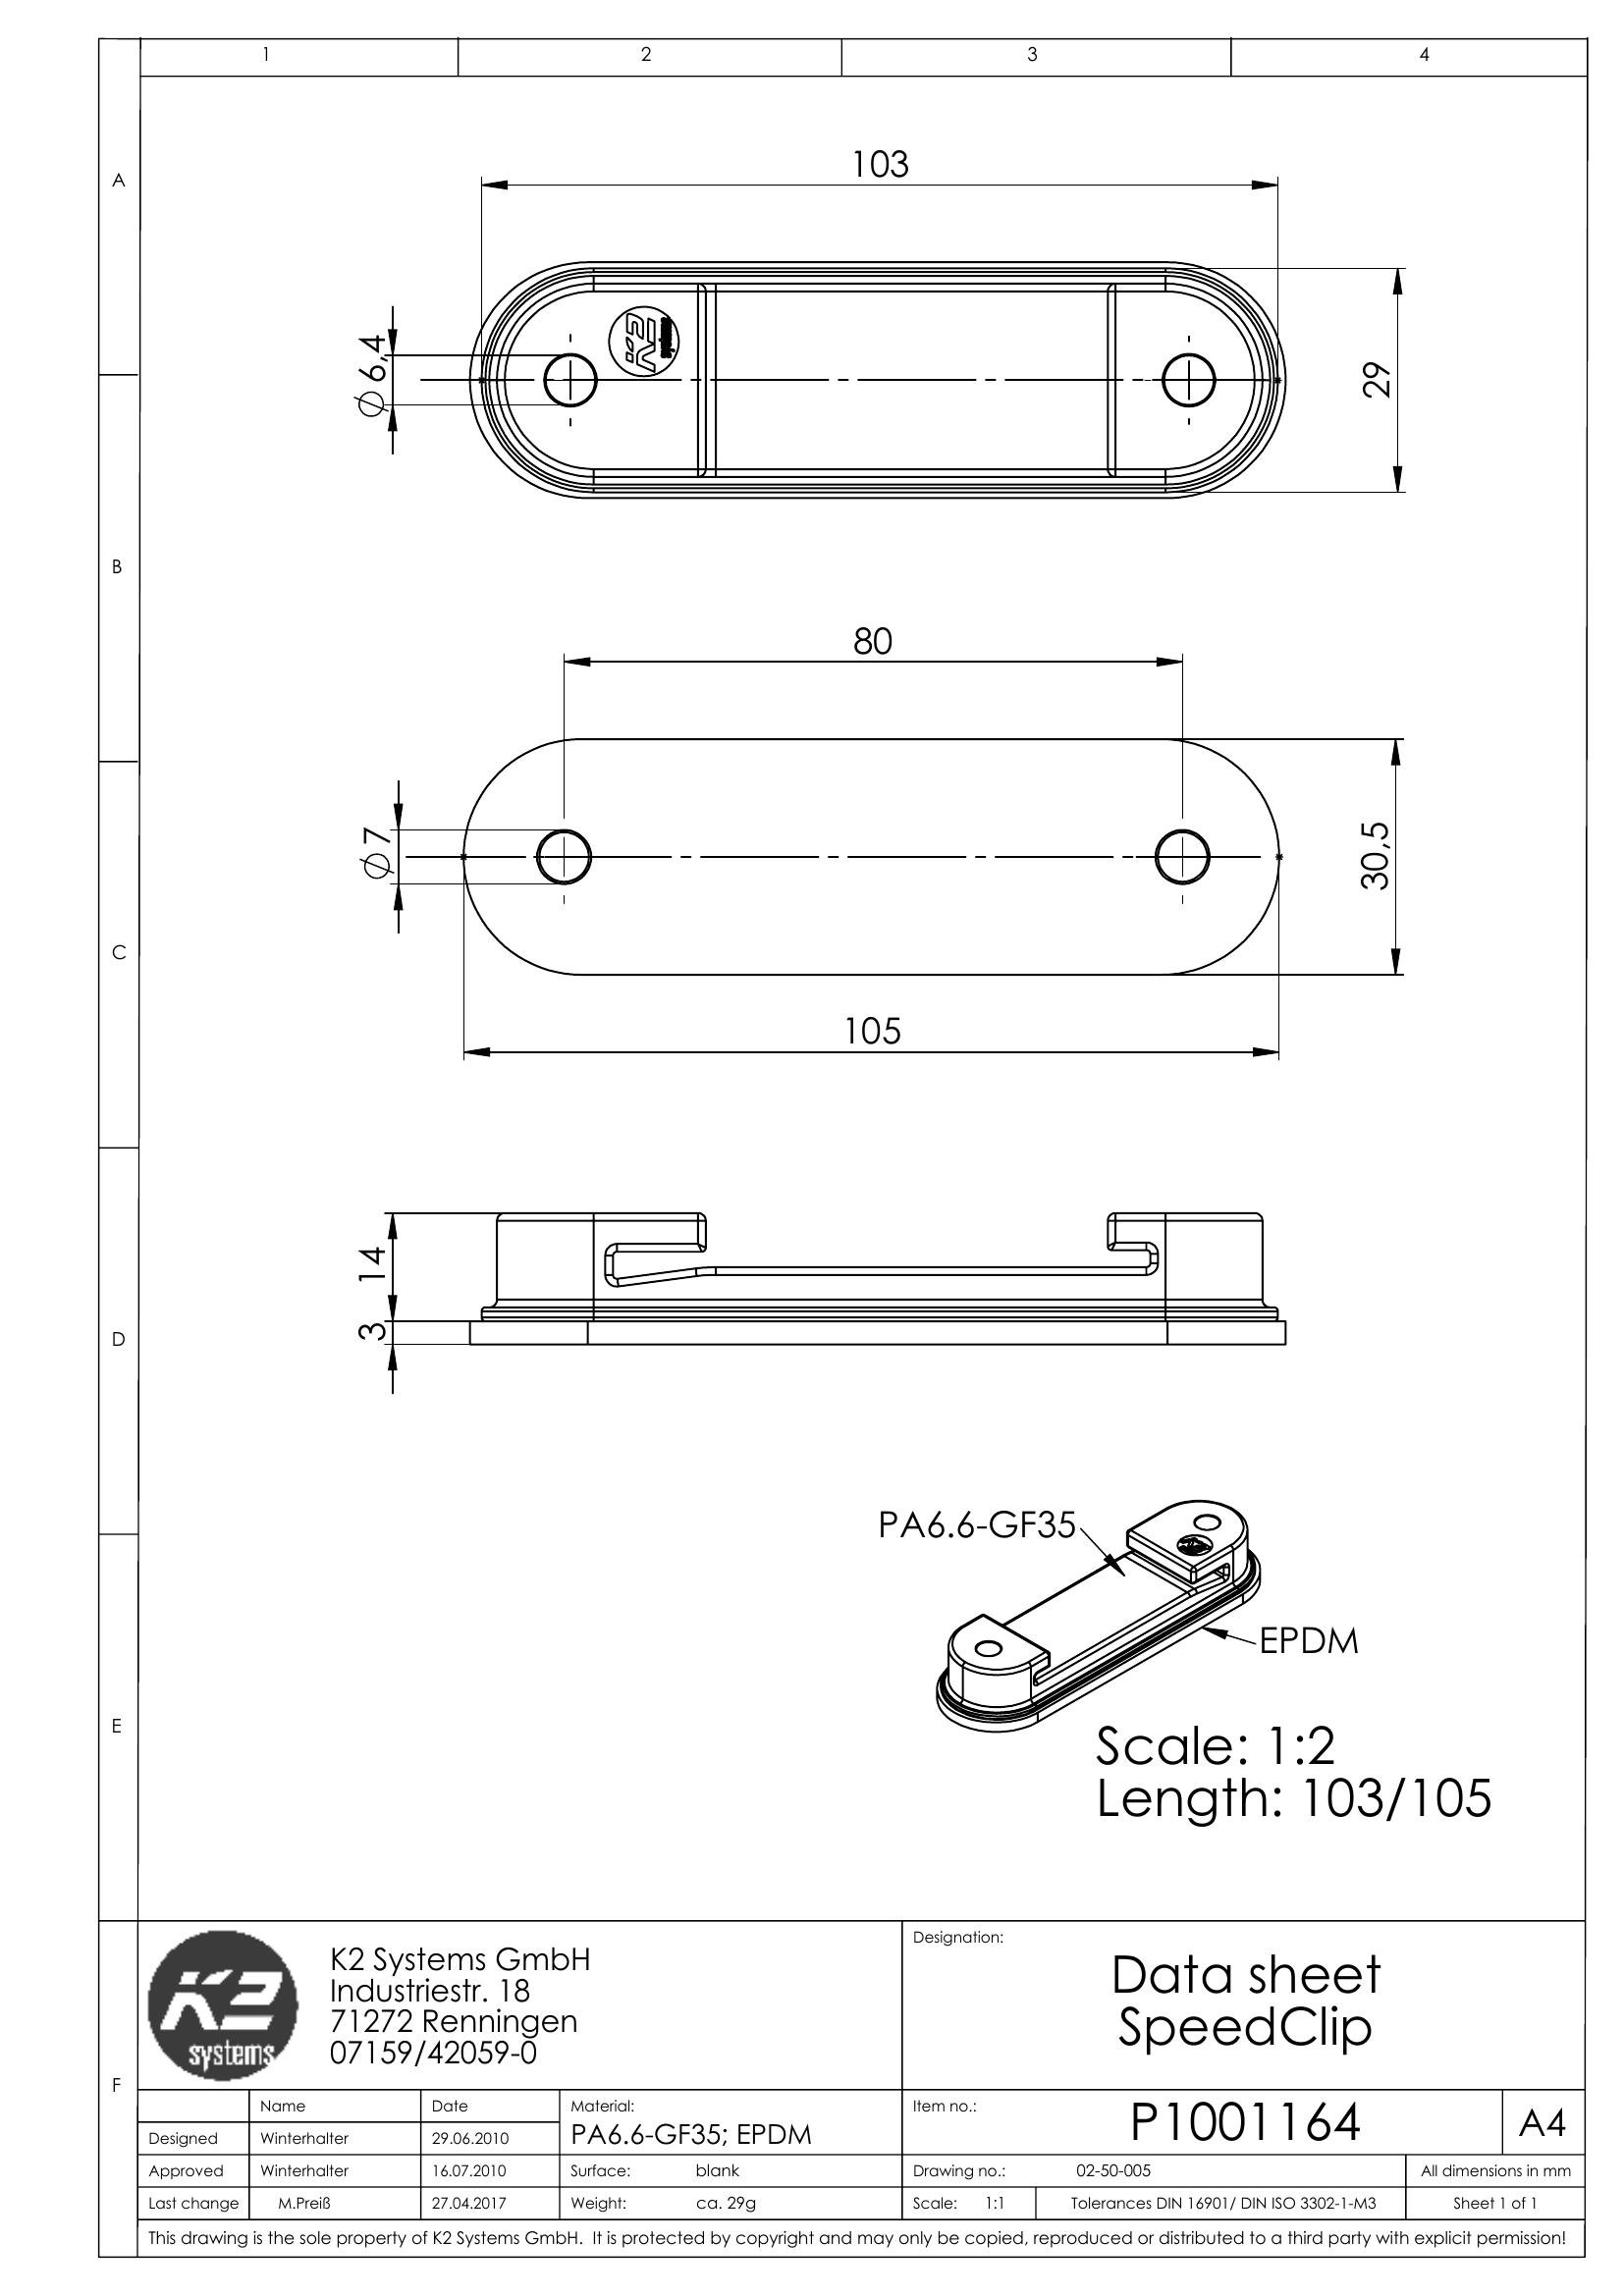 1 2 3 4
A
103
Ø 6,4
29
B
80
Ø 7
30,5
C
105
14
3
D
PA6.6-GF35
EPDM
E
Scale: 1:2
Length: 103/105
F
K2
systems
K2 Systems GmbH
Industriestr. 18
71272 Renningen
07159/42059-0
Designation:
Data sheet
SpeedClip
Name Date Material: Item no.: P1001164 A4
Designed Winterhalter 29.06.2010 PA6.6-GF35; EPDM
Approved Winterhalter 16.07.2010 Surface: blank Drawing no.: 02-50-005 All dimensions in mm
Last change M.Preiß 27.04.2017 Weight: ca. 29g Scale: 1:1 Tolerances DIN 16901/ DIN ISO 3302-1-M3 Sheet 1 of 1
This drawing is the sole property of K2 Systems GmbH. It is protected by copyright and may only be copied, reproduced or distributed to a third party with explicit permission!